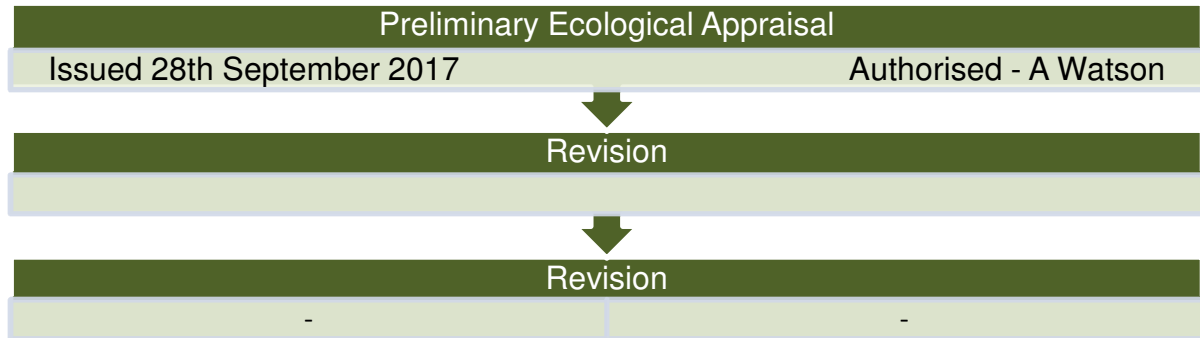 Preliminary Ecological Appraisal
Issued 28th September 2017 Authorised - A Watson
Revision
Revision
- -